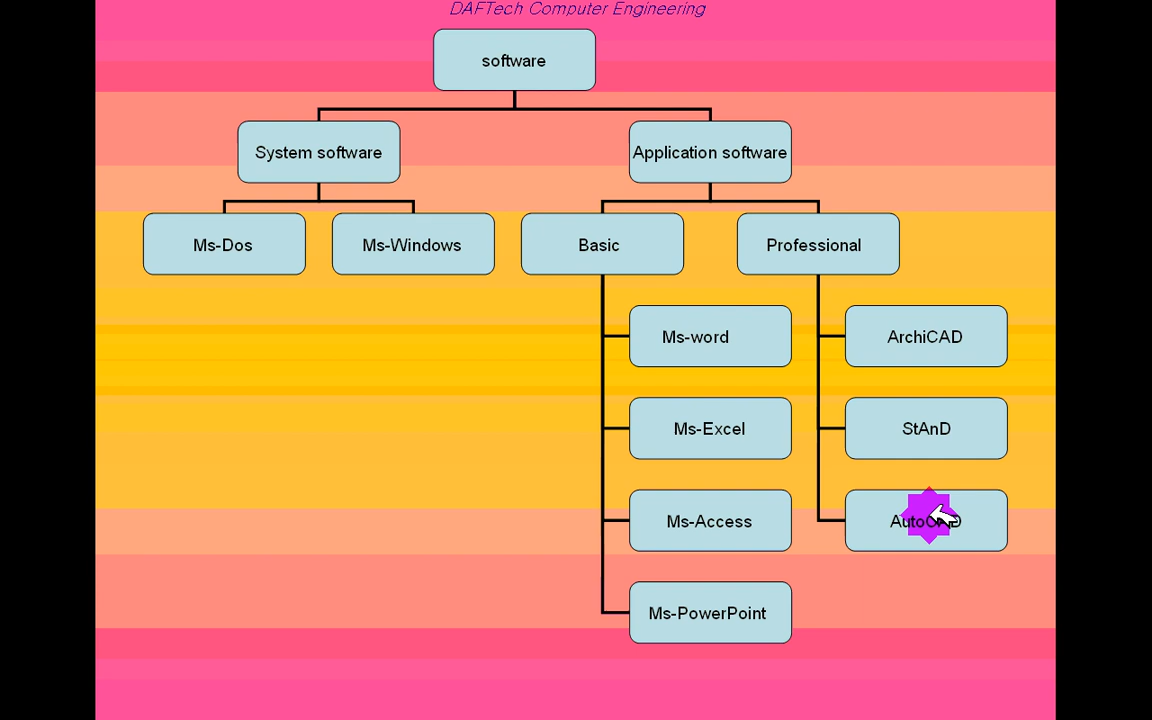 DAFTech Computer Engineering
software
System software
Application software
Ms-Dos
Ms-Windows
Basic
Professional
Ms-word
ArchiCAD
Ms-Excel
StAnD
Ms-Access
AutoCAD
Ms-PowerPoint